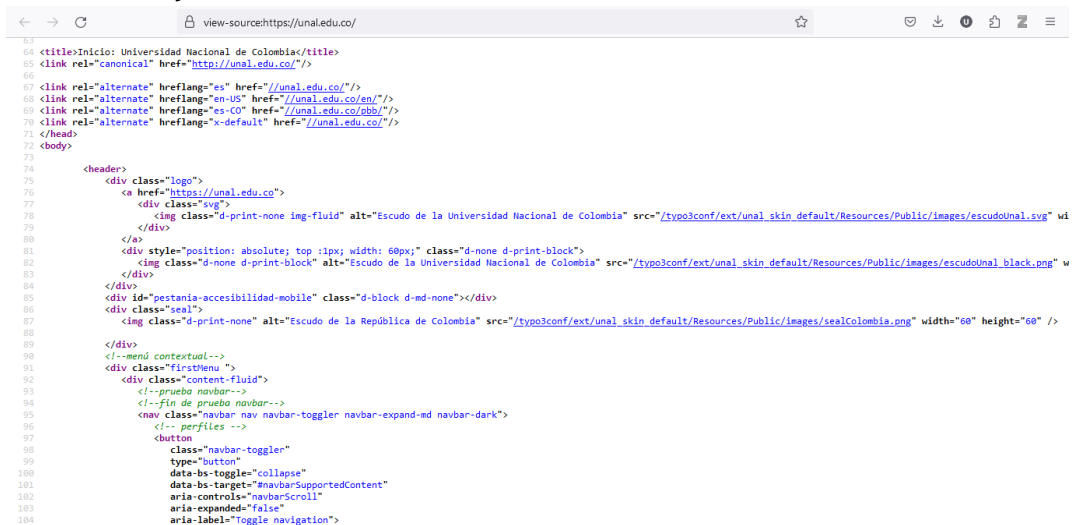 view-source:https://unal.edu.co/
63
64 <title>Inicio: Universidad Nacional de Colombia</title>
65 <link rel="canonical" href="http://unal.edu.co/"/>
66
67 <link rel="alternate" hreflang="es" href="//unal.edu.co/"/>
68 <link rel="alternate" hreflang="en-US" href="//unal.edu.co/en/"/>
69 <link rel="alternate" hreflang="es-CO" href="//unal.edu.co/pbb/"/>
70 <link rel="alternate" hreflang="x-default" href="//unal.edu.co/"/>
71 </head>
72 <body>
73
74 <header>
75 <div class="logo">
76 <a href="https://unal.edu.co">
77 <div class="svg">
78 <img class="d-print-none img-fluid" alt="Escudo de la Universidad Nacional de Colombia" src="/typo3conf/ext/unal_skin_default/Resources/Public/images/escudoUnal.svg" wi
79 </div>
80 </a>
81 <div style="position: absolute; top :1px; width: 60px;" class="d-none d-print-block">
82 <img class="d-none d-print-block" alt="Escudo de la Universidad Nacional de Colombia" src="/typo3conf/ext/unal_skin_default/Resources/Public/images/escudoUnal_black.png" w
83 </div>
84 </div>
85 <div id="pestania-accesibilidad-mobile" class="d-block d-md-none"></div>
86 <div class="seal">
87 <img class="d-print-none" alt="Escudo de la República de Colombia" src="/typo3conf/ext/unal_skin_default/Resources/Public/images/sealColombia.png" width="60" height="60" />
88
89 </div>
90 <!--menú contextual-->
91 <div class="firstMenu ">
92 <div class="content-fluid">
93 <!--prueba navbar-->
94 <!--fin de prueba navbar-->
95 <nav class="navbar nav navbar-toggler navbar-expand-md navbar-dark">
96 <!-- perfiles -->
97 <button
98 class="navbar-toggler"
99 type="button"
100 data-bs-toggle="collapse"
101 data-bs-target="#navbarSupportedContent"
102 aria-controls="navbarScroll"
103 aria-expanded="false"
104 aria-label="Toggle navigation">